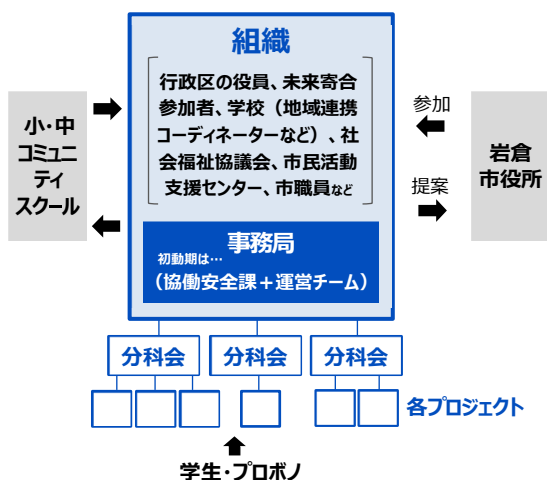 組織
行政区の役員、未来寄合
参加者、学校（地域連携
コーディネーターなど）、社
会福祉協議会、市民活動
支援センター、市職員など
小・中
コミュニ
ティ
スクール
参加
提案
岩倉
市役所
事務局
初動期は…
（協働安全課＋運営チーム）
分科会
分科会
分科会
各プロジェクト
学生・プロボノ